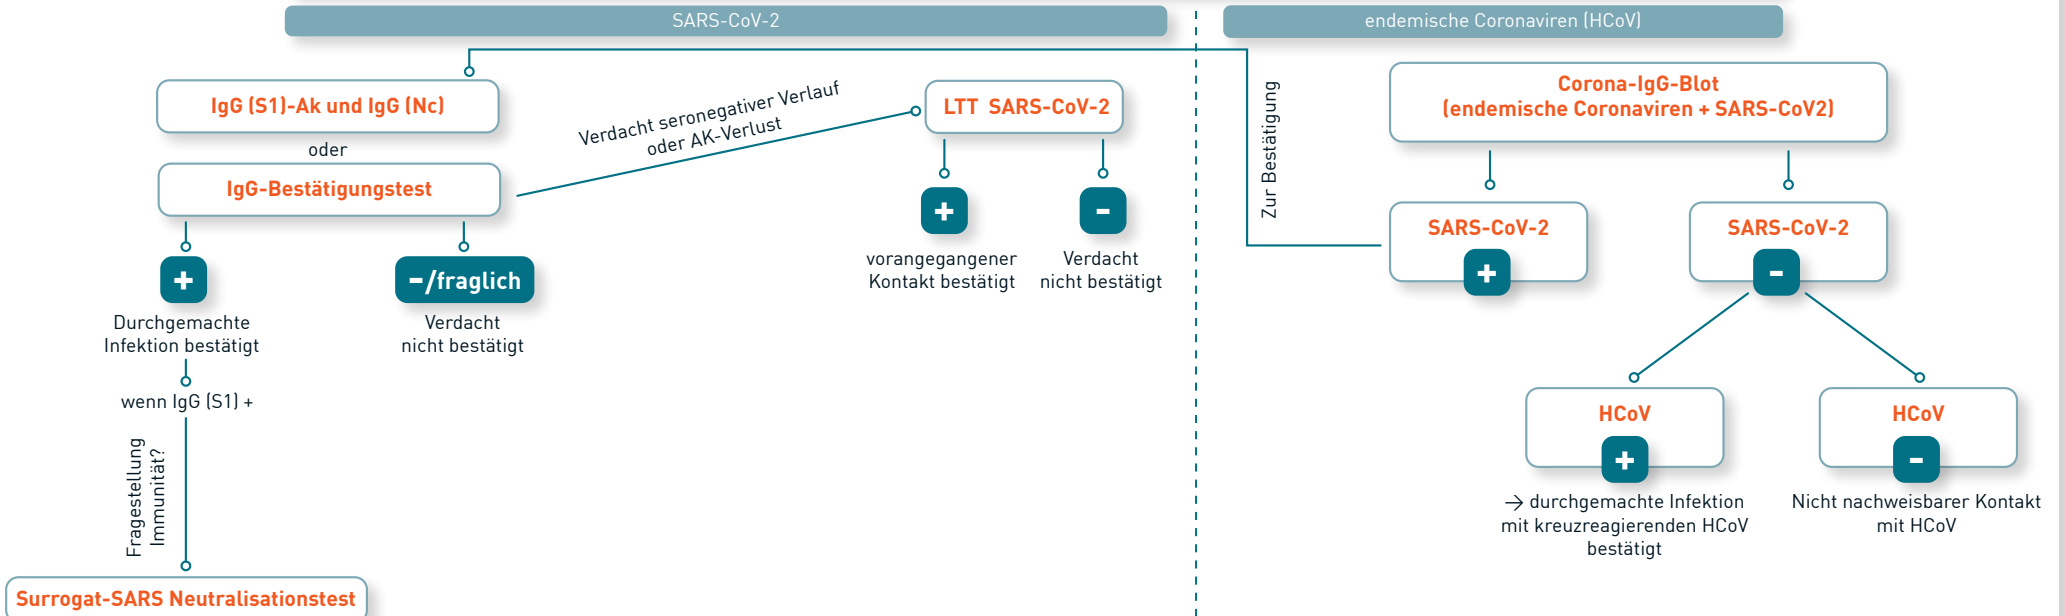 SARS-CoV-2
endemische Coronaviren (HCoV)
IgG (S1)-Ak und IgG (Nc)
oder
IgG-Bestätigungstest
Verdacht seronegativer Verlauf
oder AK-Verlust
LTT SARS-CoV-2
+
vorangegangener
Kontakt bestätigt
-
Verdacht
nicht bestätigt
+
Durchgemachte
Infektion bestätigt
-/fraglich
Verdacht
nicht bestätigt
wenn IgG (S1) +
Fragestellung
Immunität?
Surrogat-SARS Neutralisationstest
Zur Bestätigung
Corona-IgG-Blot
(endemische Coronaviren + SARS-CoV2)
SARS-CoV-2
+
SARS-CoV-2
-
HCoV
+
→ durchgemachte Infektion
mit kreuzreagierenden HCoV
bestätigt
HCoV
-
Nicht nachweisbarer Kontakt
mit HCoV